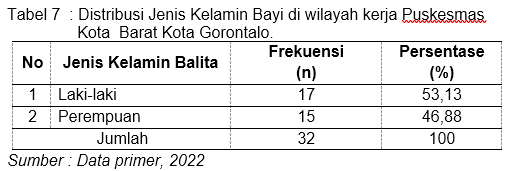 Tabel 7 : Distribusi Jenis Kelamin Bayi di wilayah kerja Puskesmas
Kota Barat Kota Gorontalo.
No Jenis Kelamin Balita Frekuensi (n) Persentase (%)
1 Laki-laki 17 53,13
2 Perempuan 15 46,88
Jumlah 32 100
Sumber : Data primer, 2022